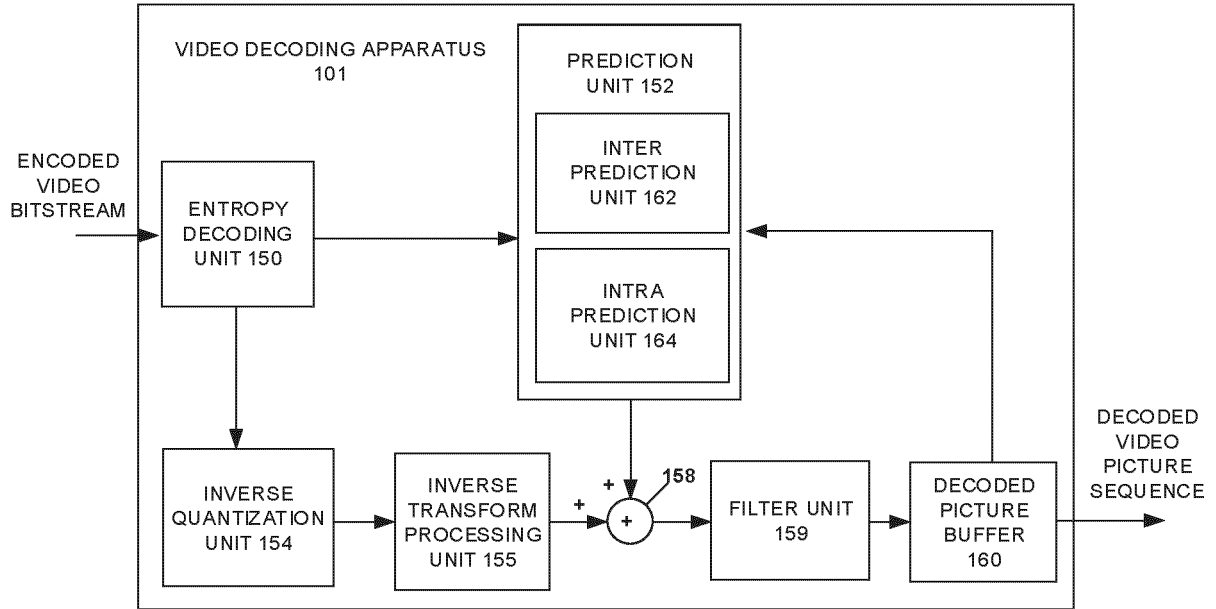 VIDEO DECODING APPARATUS
101
PREDICTION
UNIT 152
INTER
PREDICTION
UNIT 162
INTRA
PREDICTION
UNIT 164
ENCODED
VIDEO
BITSTREAM
ENTROPY
DECODING
UNIT 150
INVERSE
QUANTIZATION
UNIT 154
INVERSE
TRANSFORM
PROCESSING
UNIT 155
+
+
+
158
FILTER UNIT
159
DECODED
PICTURE
BUFFER
160
DECODED
VIDEO
PICTURE
SEQUENCE